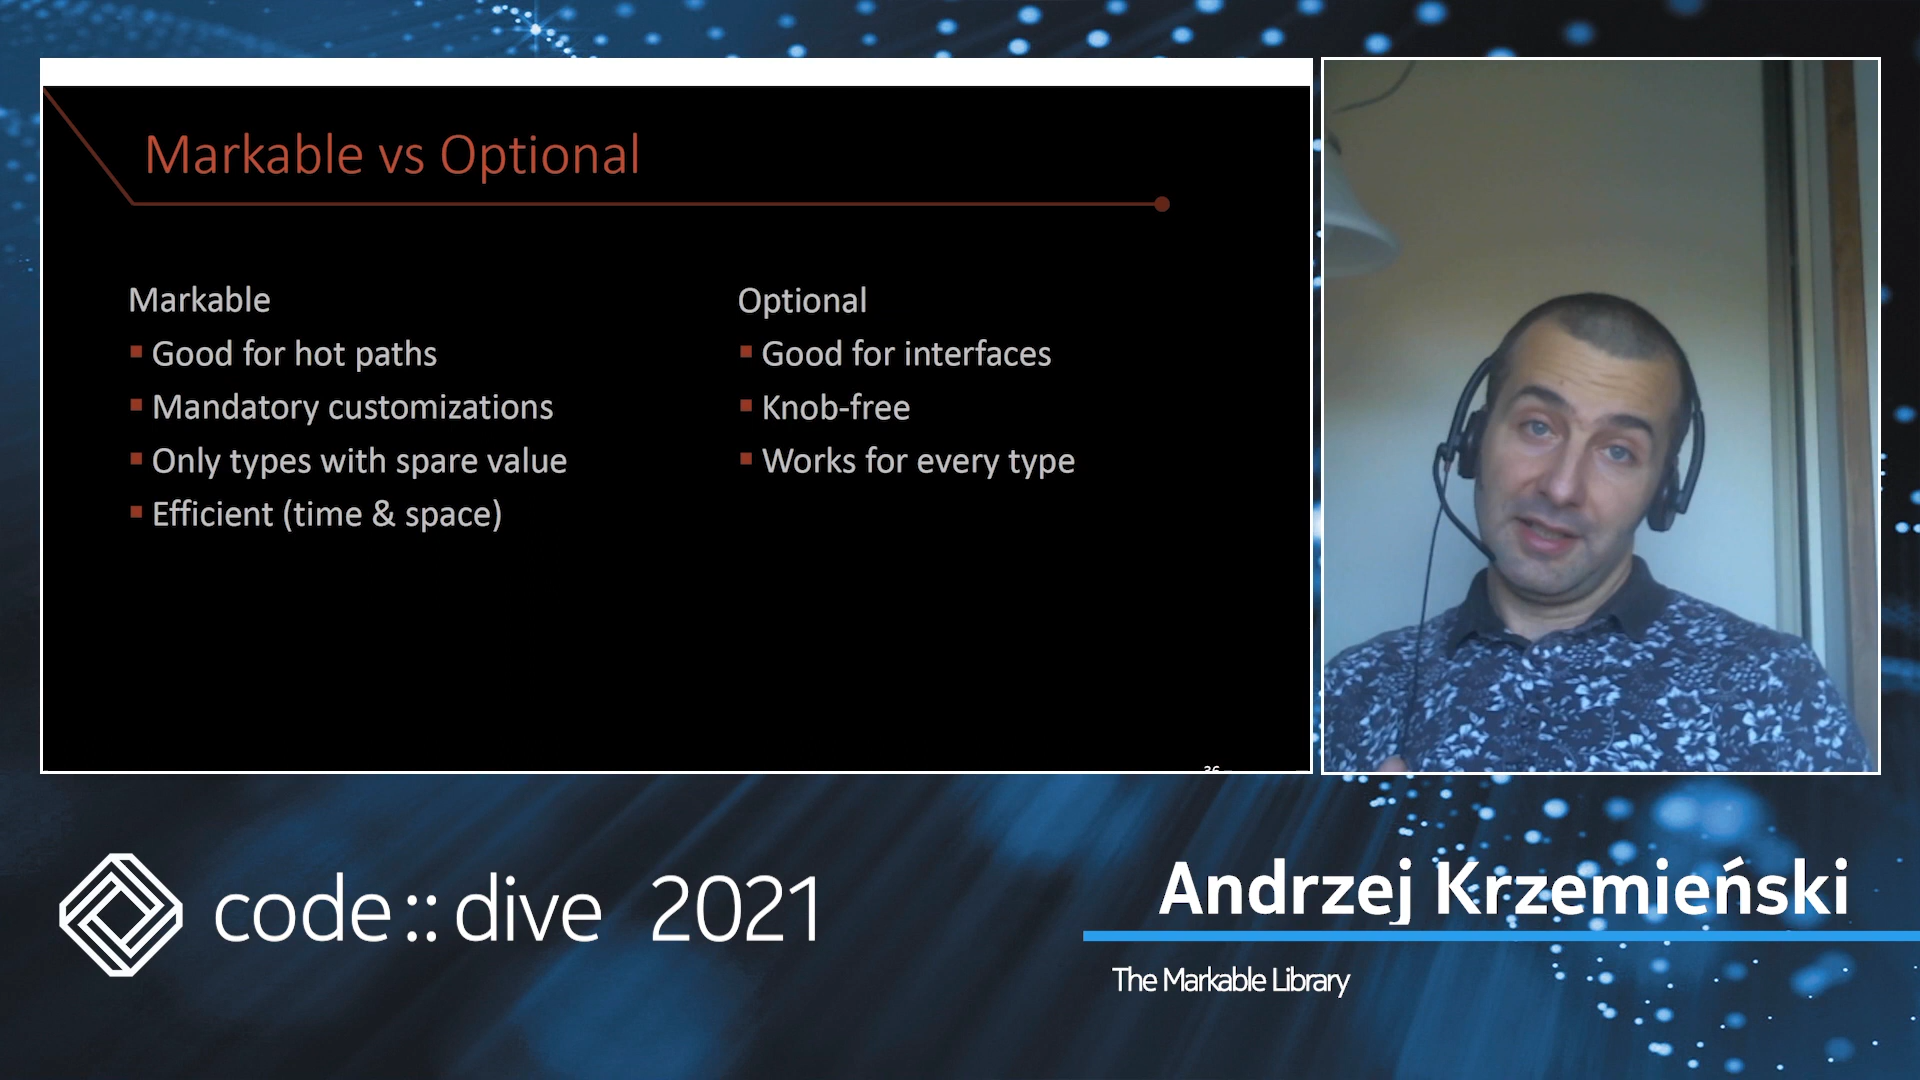 Markable vs Optional
Markable
Good for hot paths
Mandatory customizations
Only types with spare value
Efficient (time & space)
Optional
Good for interfaces
Knob-free
Works for every type
code::dive 2021
Andrzej Krzemieński
The Markable Library